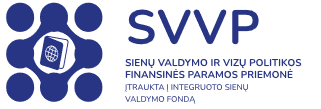 SVVP
SIENŲ VALDYMO IR VIZŲ POLITIKOS
FINANSINĖS PARAMOS PRIEMONĖ
ĮTRAUKTA Į INTEGRUOTO SIENŲ
VALDYMO FONDĄ